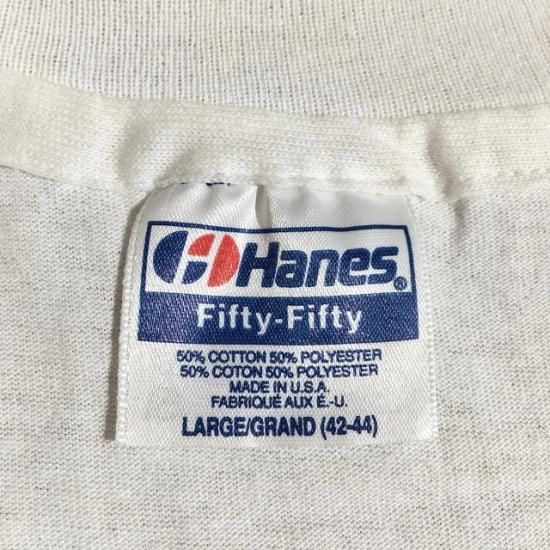 Hanes®
Fifty-Fifty
50% COTTON 50% POLYESTER
50% COTON 50% POLYESTER
MADE IN U.S.A.
FABRIQUÉ AUX É.-U.
LARGE/GRAND (42-44)